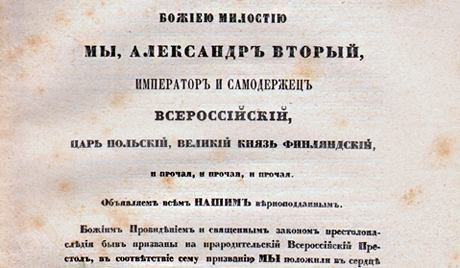 БОЖІЕЮ МИЛОСТІЮ
МЫ, АЛЕКСАНДРЪ ВТОРЫЙ,
ИМПЕРАТОРЪ И САМОДЕРЖЕЦЪ
ВСЕРОССІЙСКІЙ,
ЦАРЬ ПОЛЬСКІЙ, ВЕЛИКІЙ КНЯЗЬ ФИНЛЯНДСКІЙ,
И ПРОЧАЯ, И ПРОЧАЯ, И ПРОЧАЯ.
Объявляемъ всѣмъ НАШИМЪ вѣрноподданнымъ.
Божіимъ Провидѣніемъ и священнымъ закономъ престолона-
слѣдія бывъ призваны на прародительскій Всероссійскій Пре-
столъ, въ соотвѣтствіе сему призванію МЫ положили въ сердцѣ